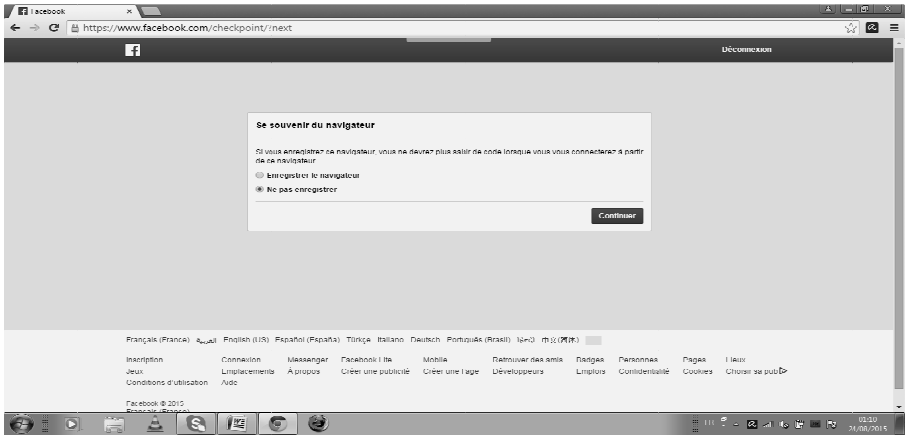 Facebook
https://www.facebook.com/checkpoint/?next
Déconnexion
Se souvenir du navigateur
Si vous enregistrez ce navigateur, vous ne devrez plus saisir de code lorsque vous vous connecterez à partir
de ce navigateur
Enregistrer le navigateur
Ne pas enregistrer
Continuer
Français (France) العربية English (US) Español (España) Türkçe Italiano Deutsch Português (Brasil) हिन्दी 中文(简体)
Inscription Connexion Messenger Facebook Lite Mobile Retrouver des amis Badges Personnes Pages Lieux
Jeux Emplacements À propos Créer une publicité Créer une Page Développeurs Emplois Confidentialité Cookies Choisir sa pub
Conditions d'utilisation Aide
Facebook © 2015
Français (France)
01:10
24/08/2015